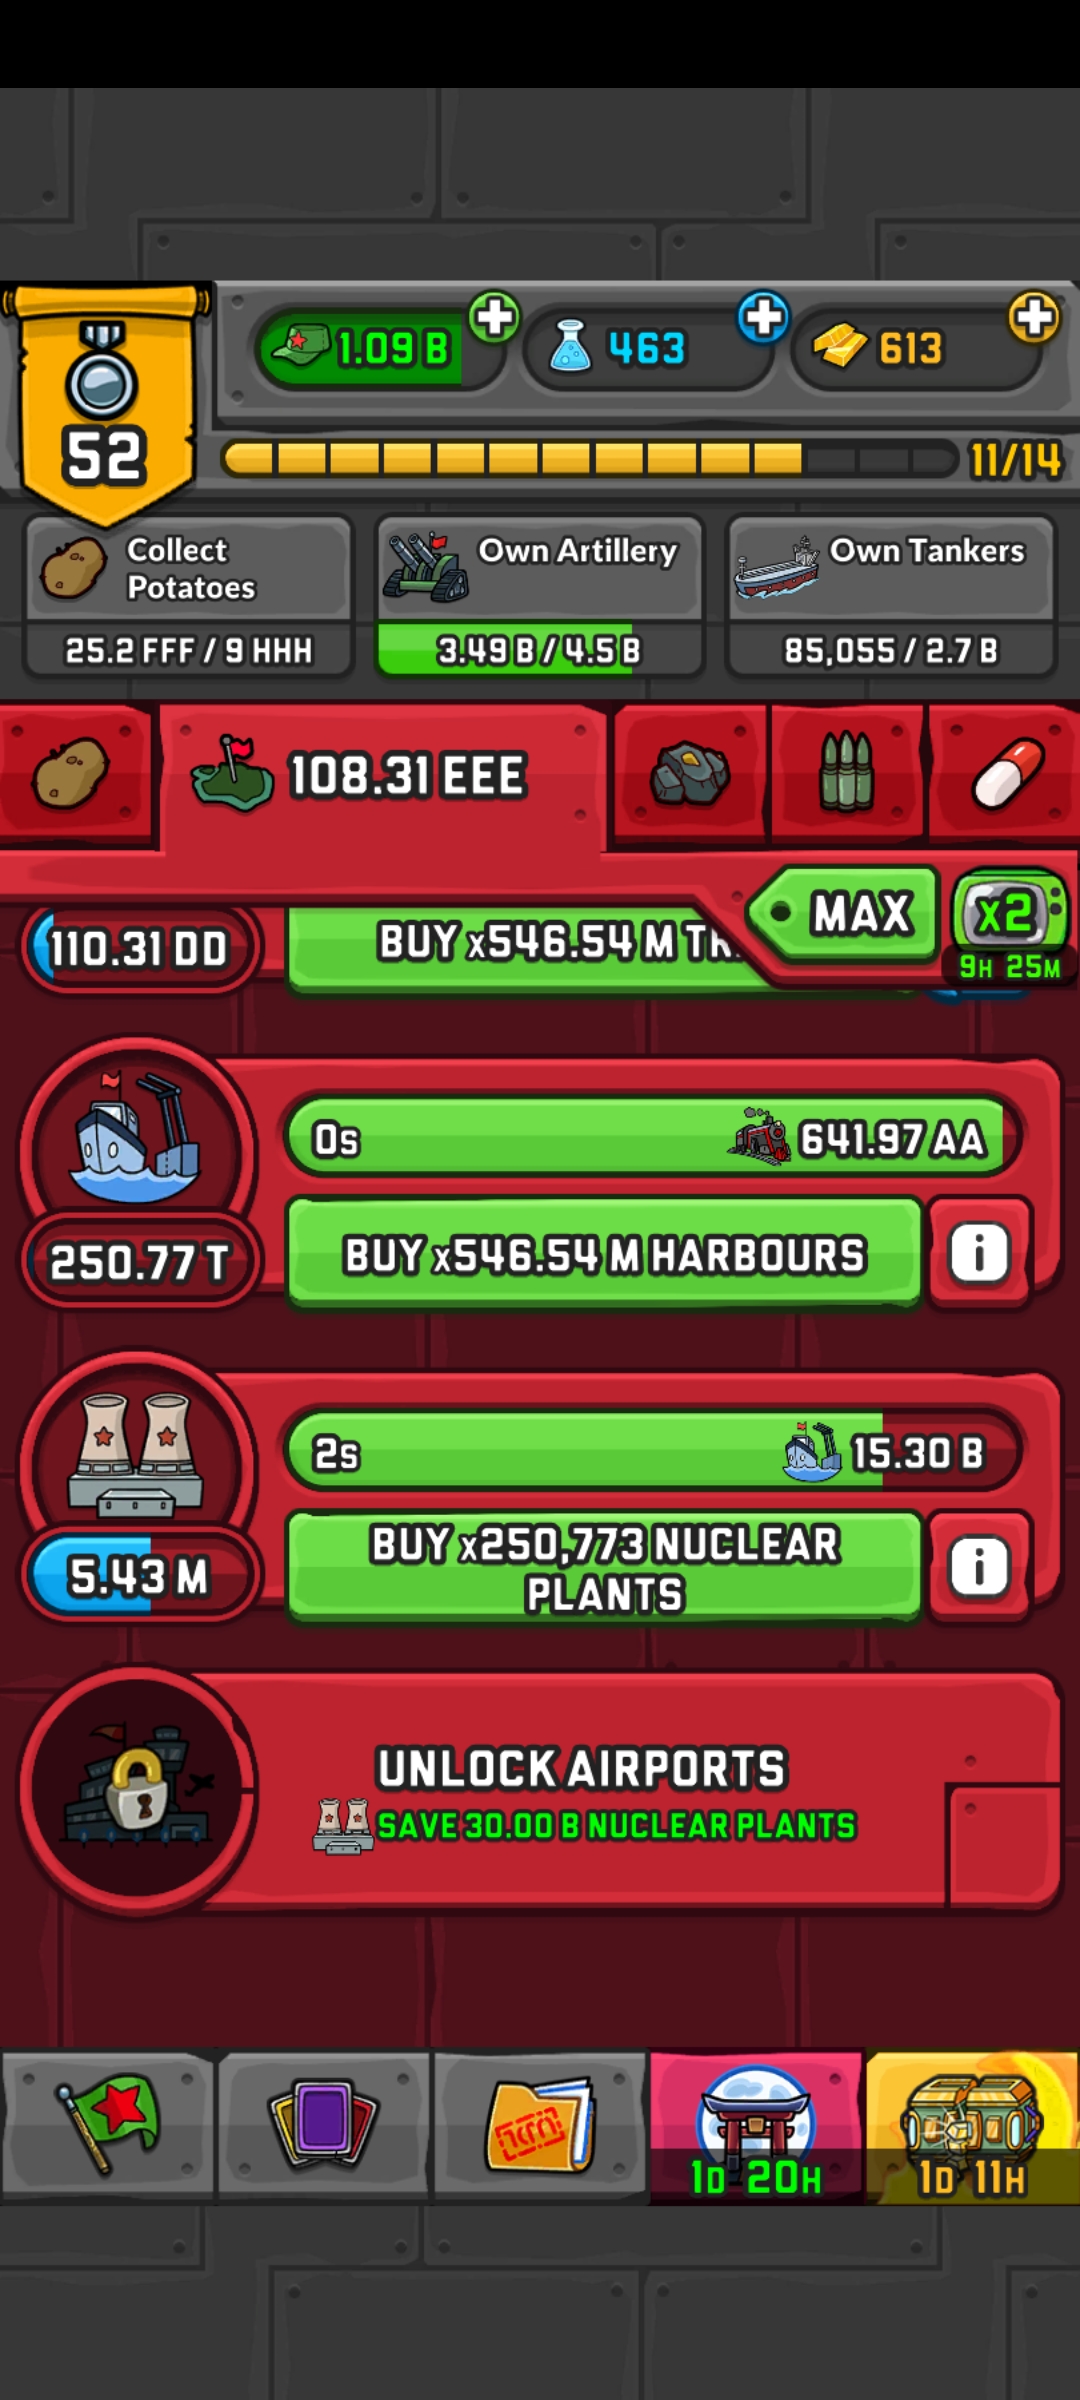 1.09 B
463
613
52
11/14
Collect
Potatoes
25.2 FFF / 9 HHH
Own Artillery
3.49 B / 4.5 B
Own Tankers
85,055 / 2.7 B
108.31 EEE
MAX
x2
9H 25M
110.31 DD
BUY x546.54 M
0s
641.97 AA
250.77 T
BUY x546.54 M HARBOURS
i
2s
15.30 B
5.43 M
BUY x250,773 NUCLEAR
PLANTS
i
UNLOCK AIRPORTS
SAVE 30.00 B NUCLEAR PLANTS
1D 20H
1D 11H